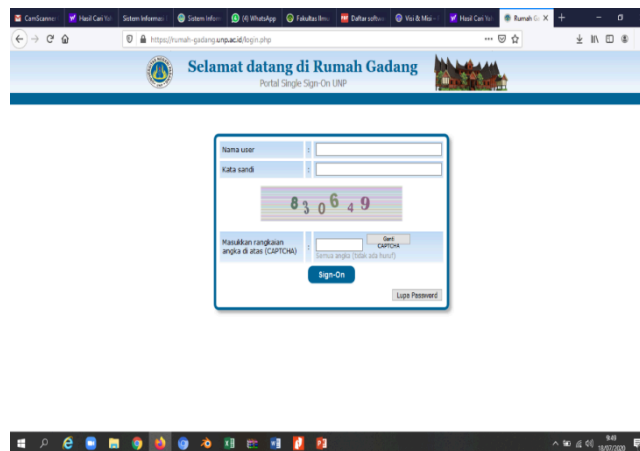 CamScanner
Hasil Cari Yo
Sistem Informasi
Sistem Inform
(4) WhatsApp
Fakultas Ilmu
Daftar softwa
Visi & Misi –
Hasil Cari Yo
Rumah Ga
https://rumah-gadang.unp.ac.id/login.php
Selamat datang di Rumah Gadang
Portal Single Sign-On UNP
Nama user :
Kata sandi :
830649
Masukkan rangkaian
angka di atas (CAPTCHA) :
Ganti
CAPTCHA
Semua angka (tidak ada huruf)
Sign-On
Lupa Password
9:49
18/07/2020